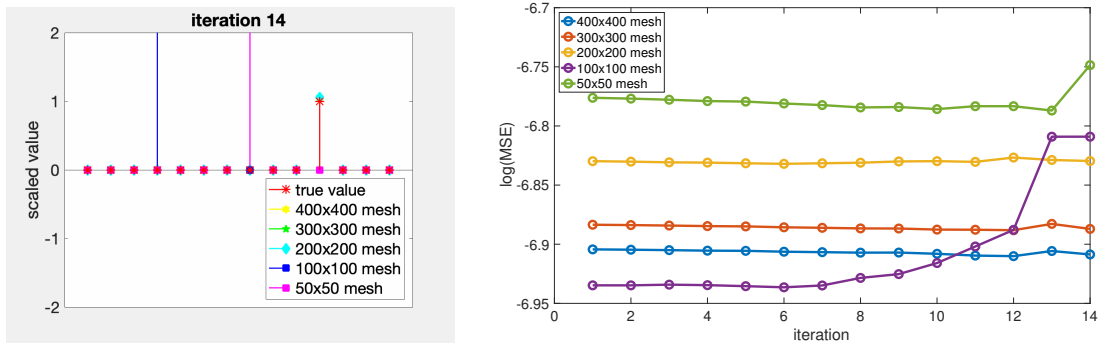 iteration 14
scaled value
2
1
0
-1
-2
true value
400x400 mesh
300x300 mesh
200x200 mesh
100x100 mesh
50x50 mesh
log(MSE)
-6.7
-6.75
-6.8
-6.85
-6.9
-6.95
400x400 mesh
300x300 mesh
200x200 mesh
100x100 mesh
50x50 mesh
0 2 4 6 8 10 12 14
iteration